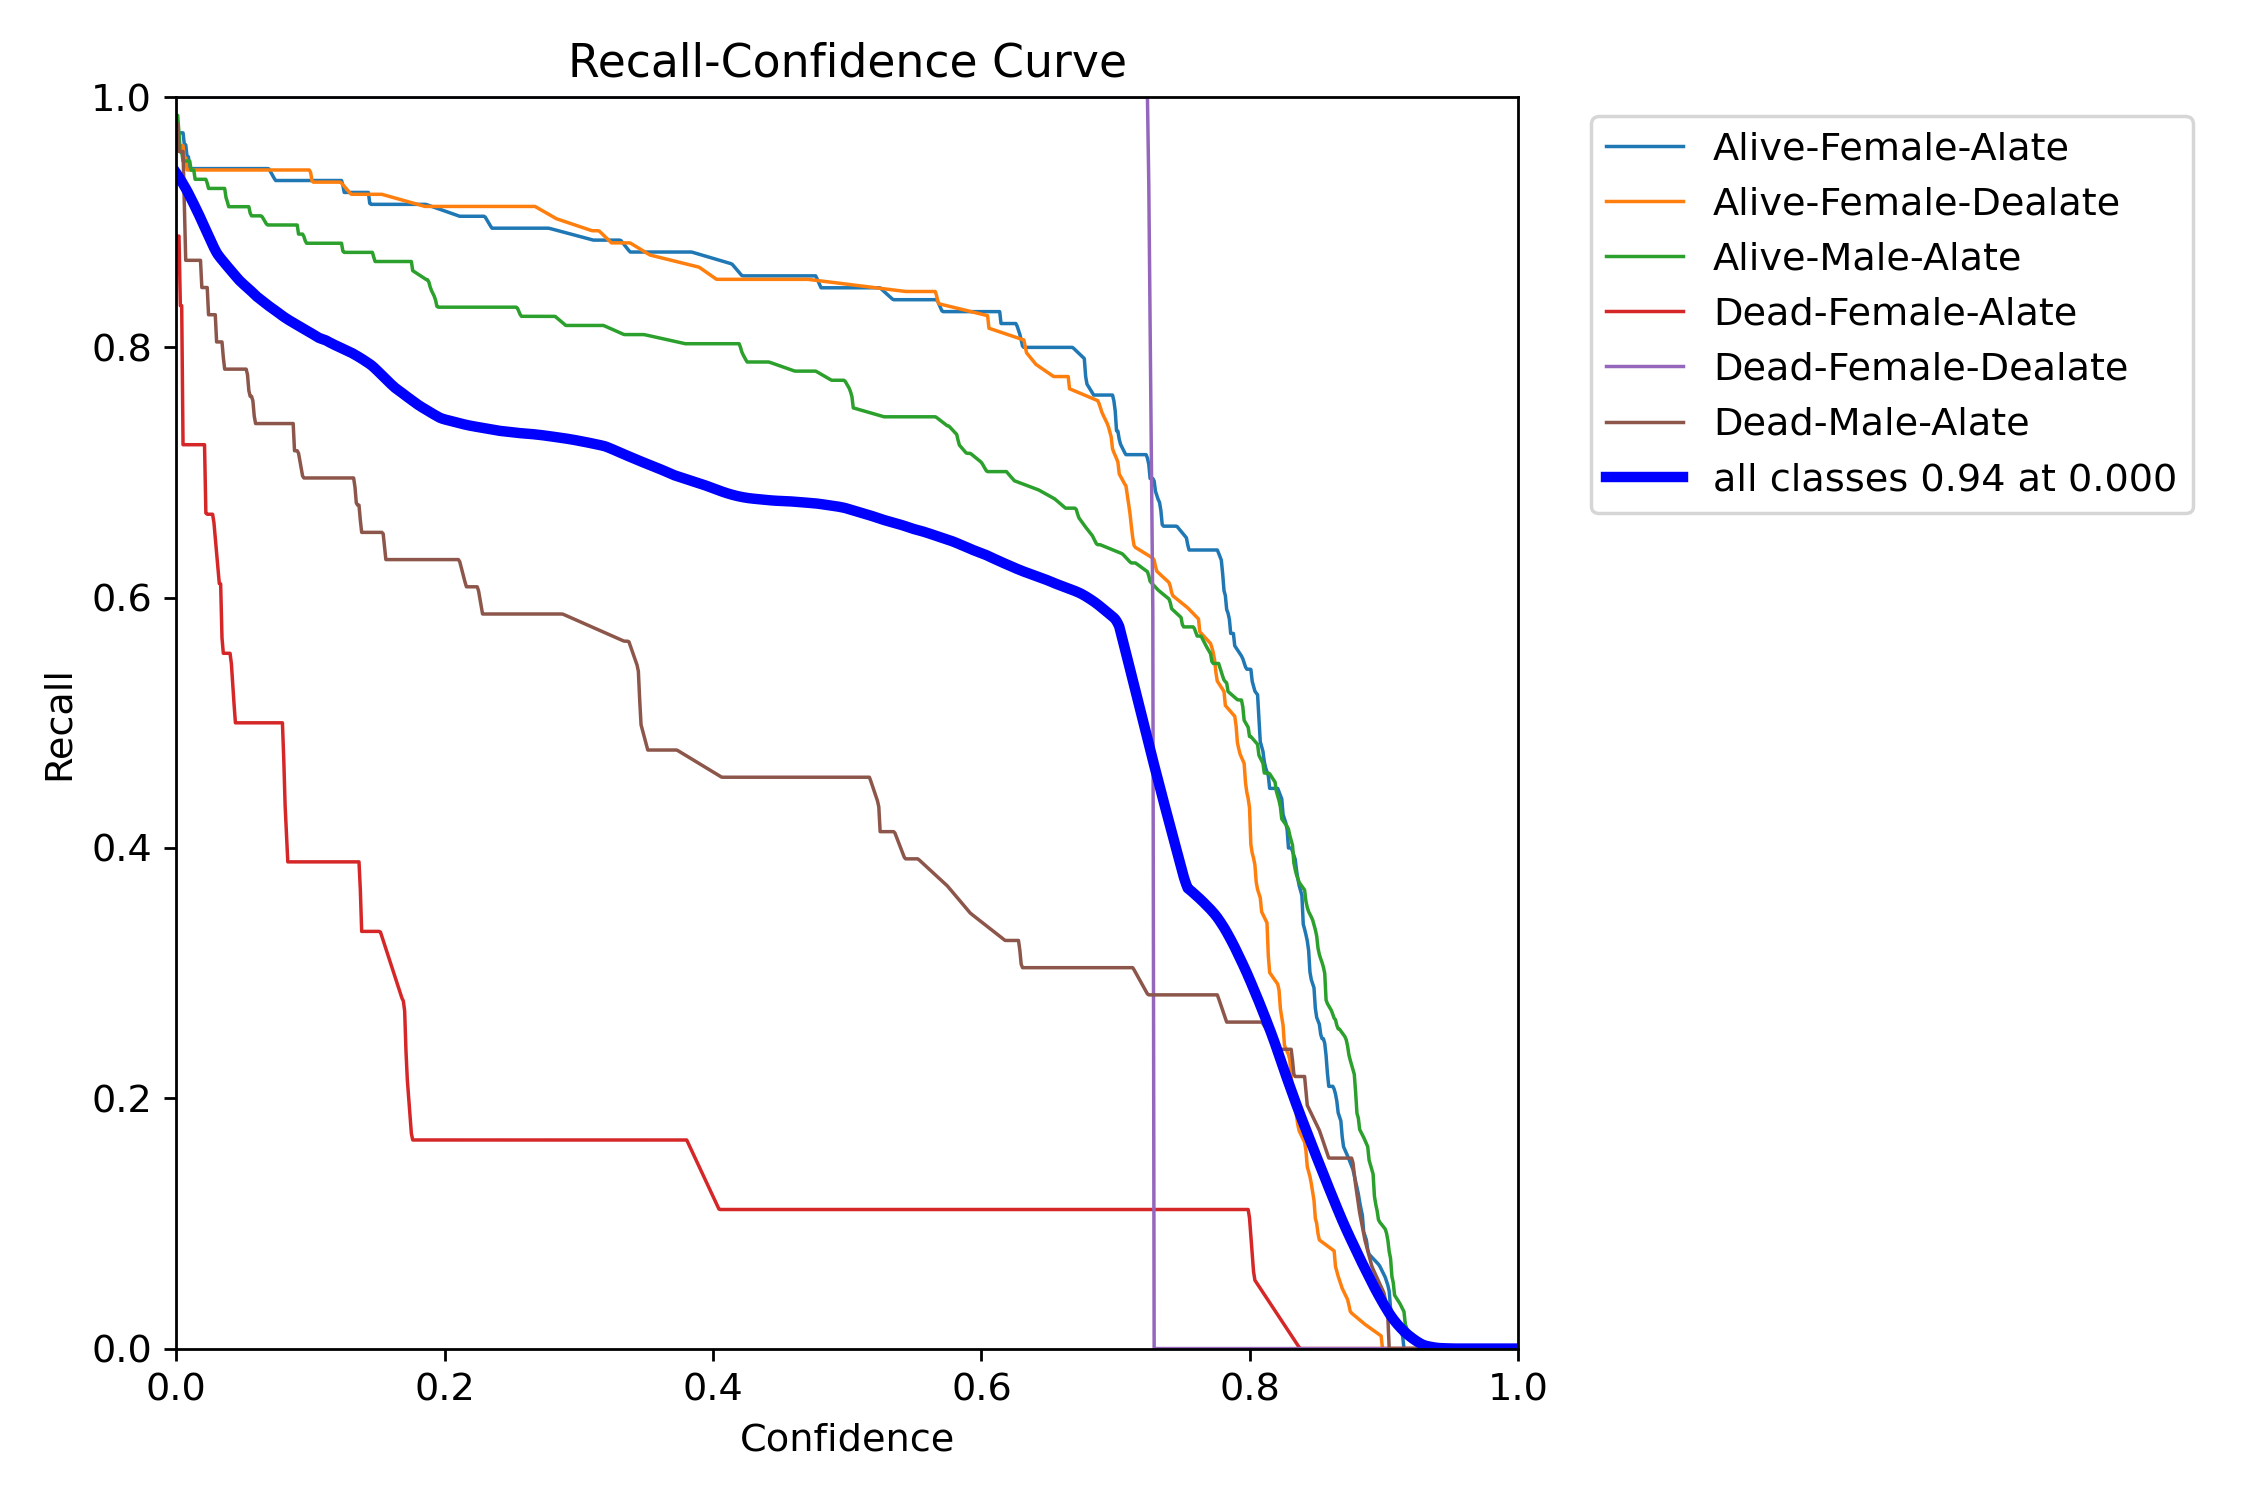 Recall-Confidence Curve
1.0
0.8
0.6
0.4
0.2
0.0
Recall
0.0 0.2 0.4 0.6 0.8 1.0
Confidence
Alive-Female-Alate
Alive-Female-Dealate
Alive-Male-Alate
Dead-Female-Alate
Dead-Female-Dealate
Dead-Male-Alate
all classes 0.94 at 0.000